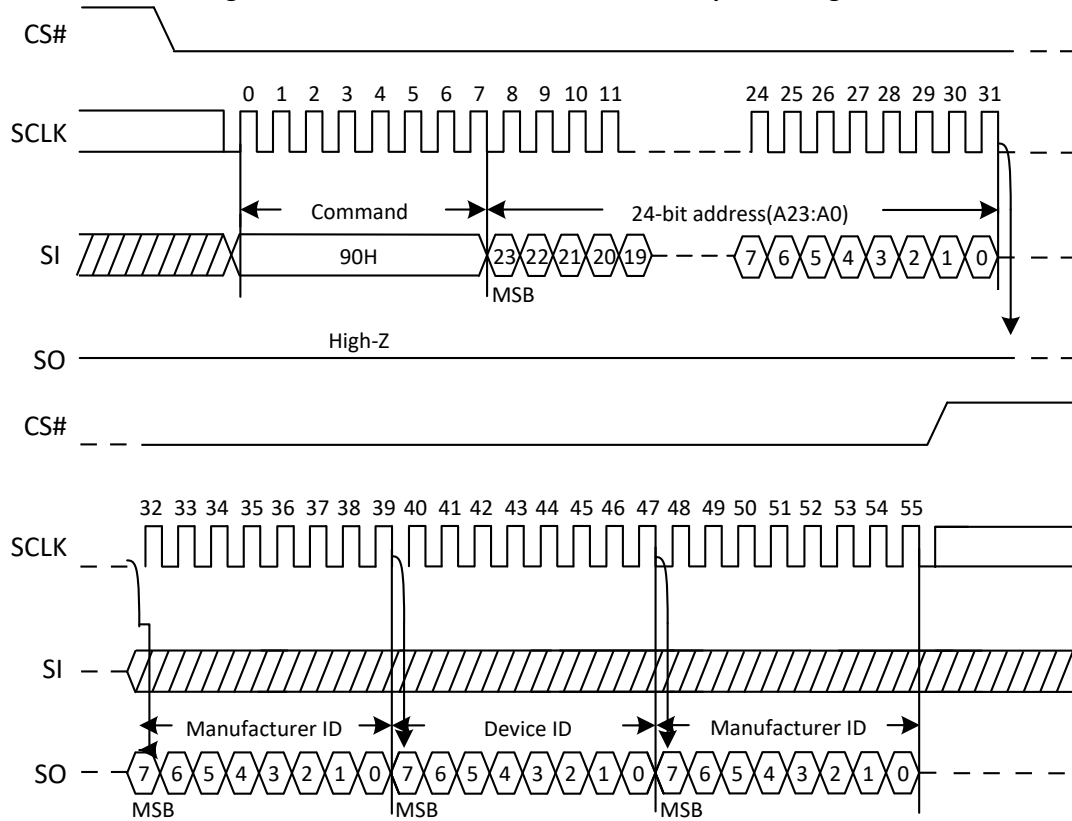 CS#
0 1 2 3 4 5 6 7 8 9 10 11 24 25 26 27 28 29 30 31
SCLK
Command 24-bit address(A23:A0)
SI 90H 23 22 21 20 19 7 6 5 4 3 2 1 0
MSB
High-Z
SO
CS#
32 33 34 35 36 37 38 39 40 41 42 43 44 45 46 47 48 49 50 51 52 53 54 55
SCLK
SI
Manufacturer ID Device ID Manufacturer ID
SO 7 6 5 4 3 2 1 0 7 6 5 4 3 2 1 0 7 6 5 4 3 2 1 0
MSB MSB MSB